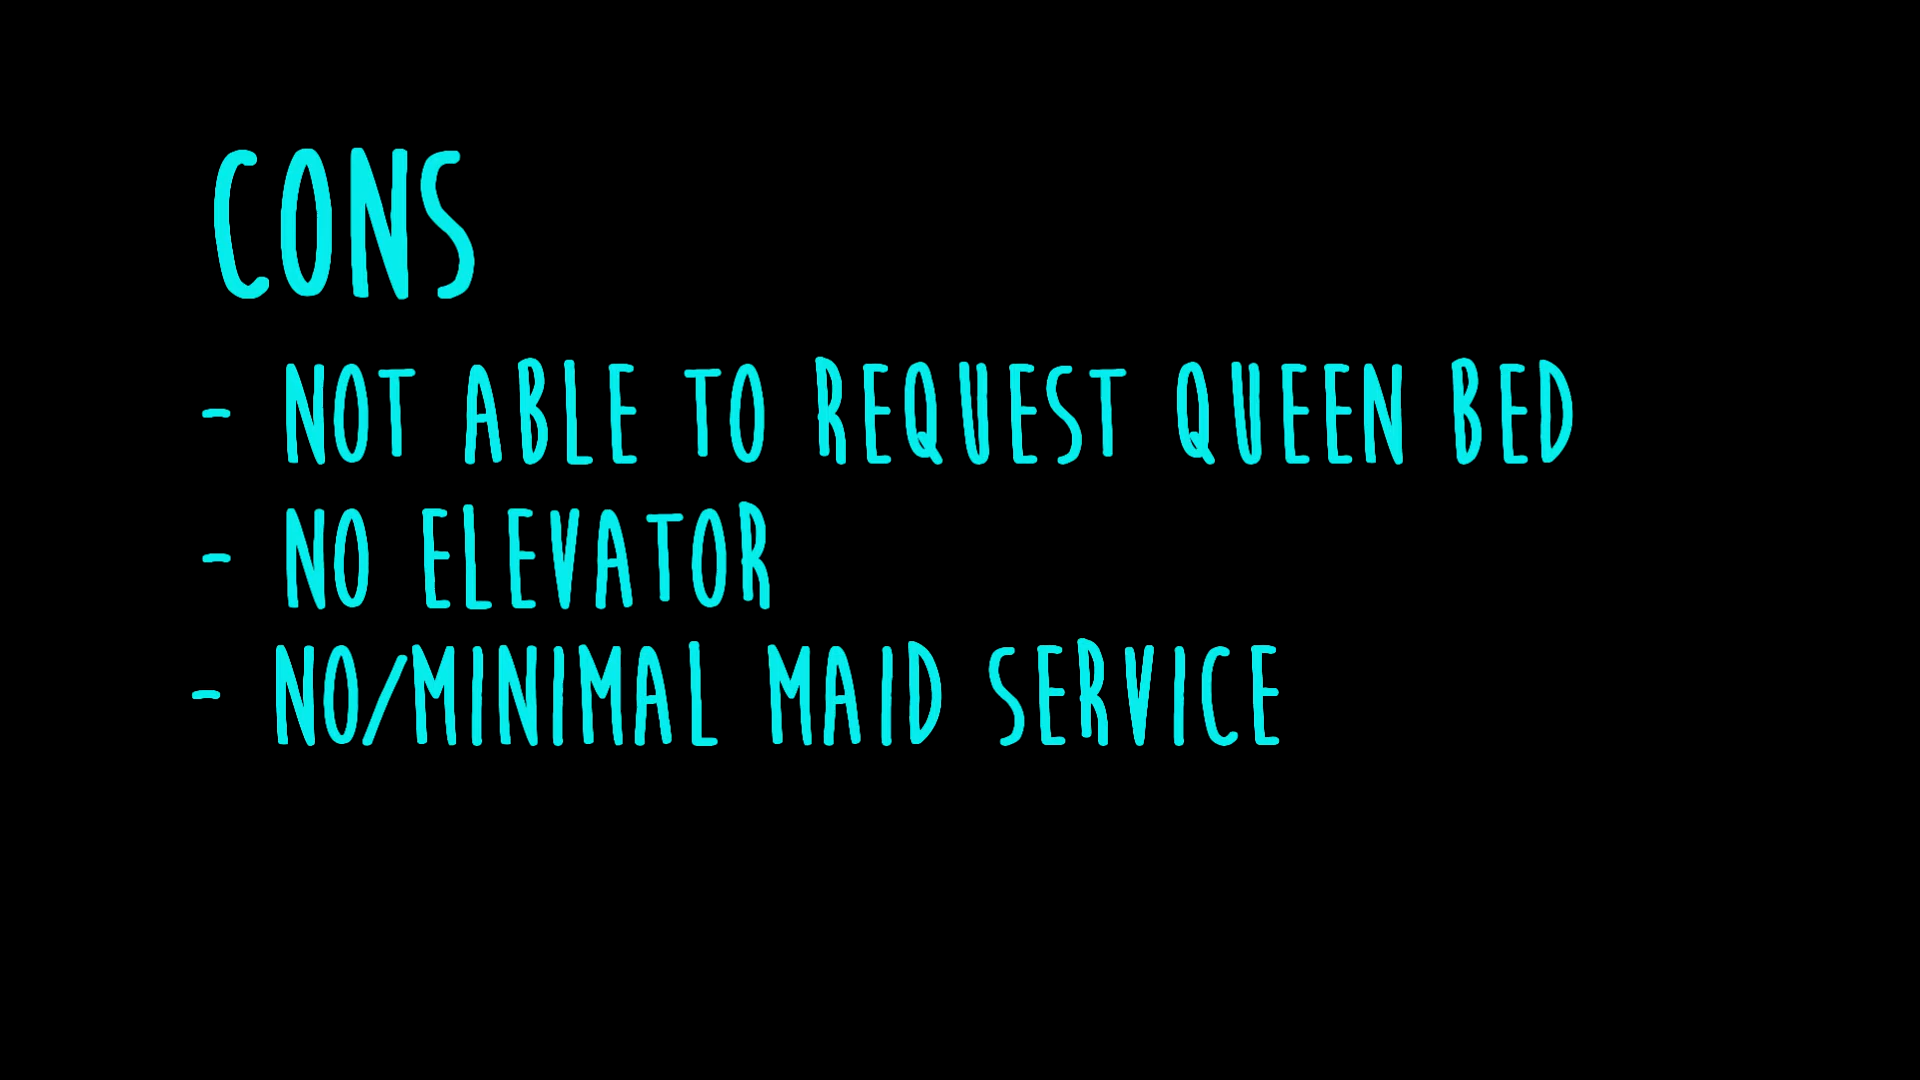 CONS
- NOT ABLE TO REQUEST QUEEN BED
- NO ELEVATOR
- NO/MINIMAL MAID SERVICE